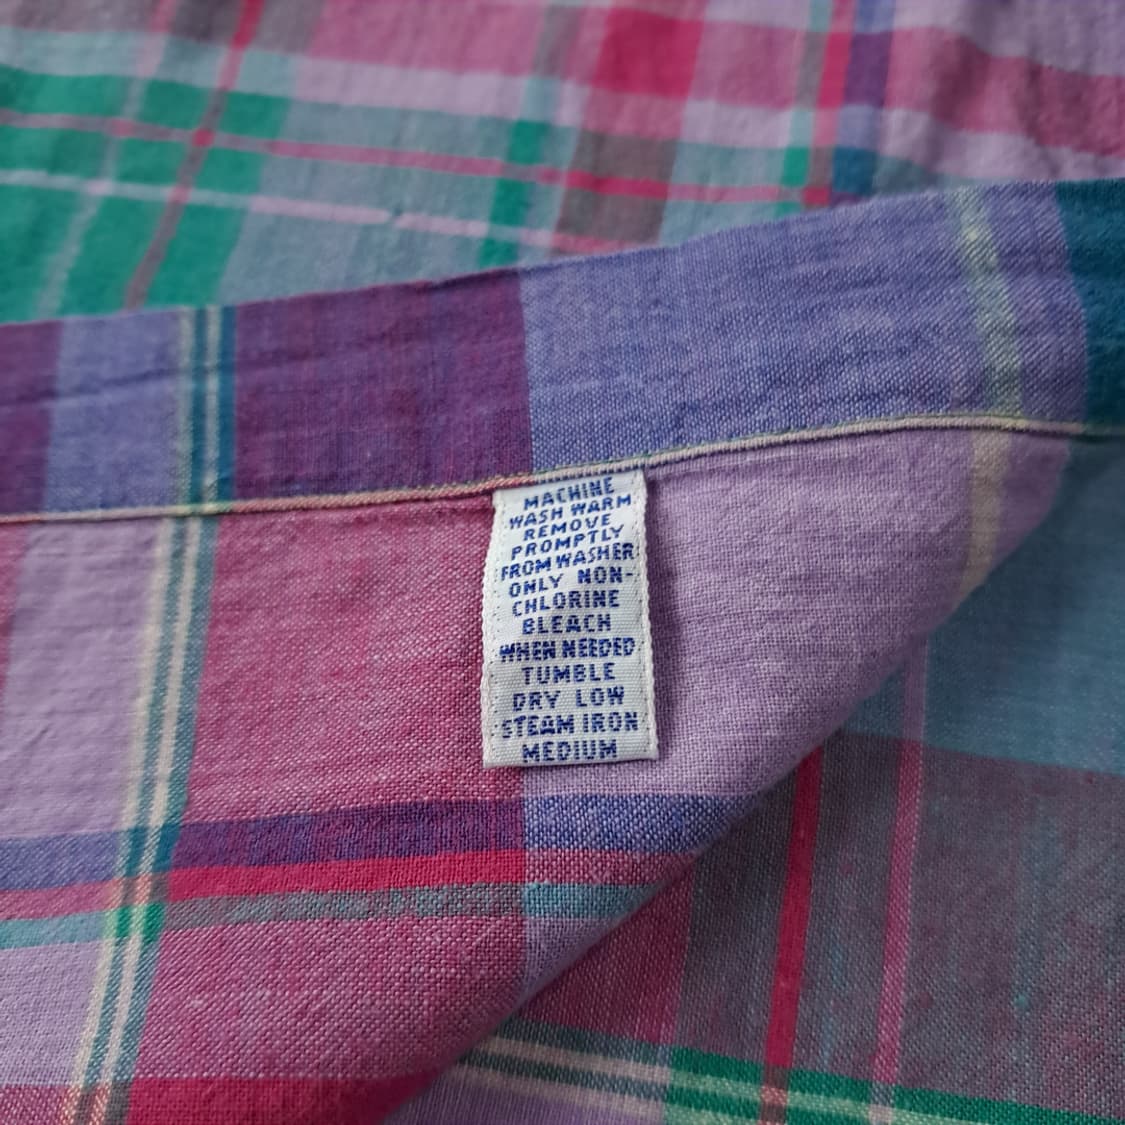 MACHINE
WASH WARM
REMOVE
PROMPTLY
FROM WASHER
ONLY NON-
CHLORINE
BLEACH
WHEN NEEDED
TUMBLE
DRY LOW
STEAM IRON
MEDIUM